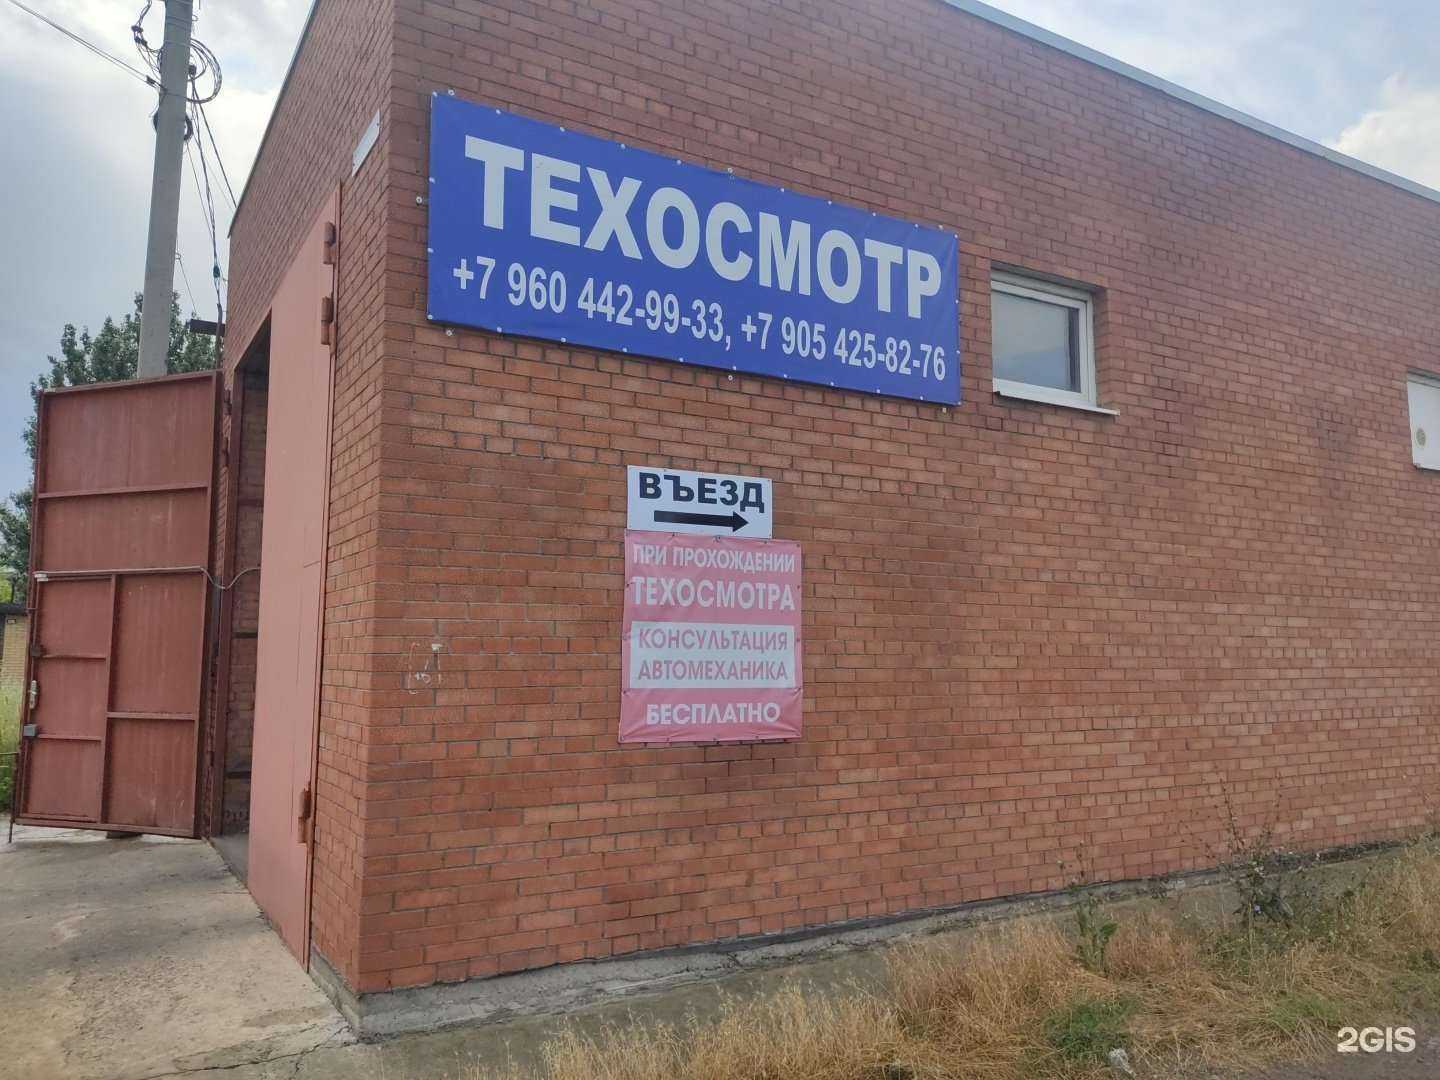 ТЕХОСМОТР
+7 960 442-99-33, +7 905 425-82-76
ВЪЕЗД
ПРИ ПРОХОЖДЕНИИ
ТЕХОСМОТРА
КОНСУЛЬТАЦИЯ
АВТОМЕХАНИКА
БЕСПЛАТНО
2GIS